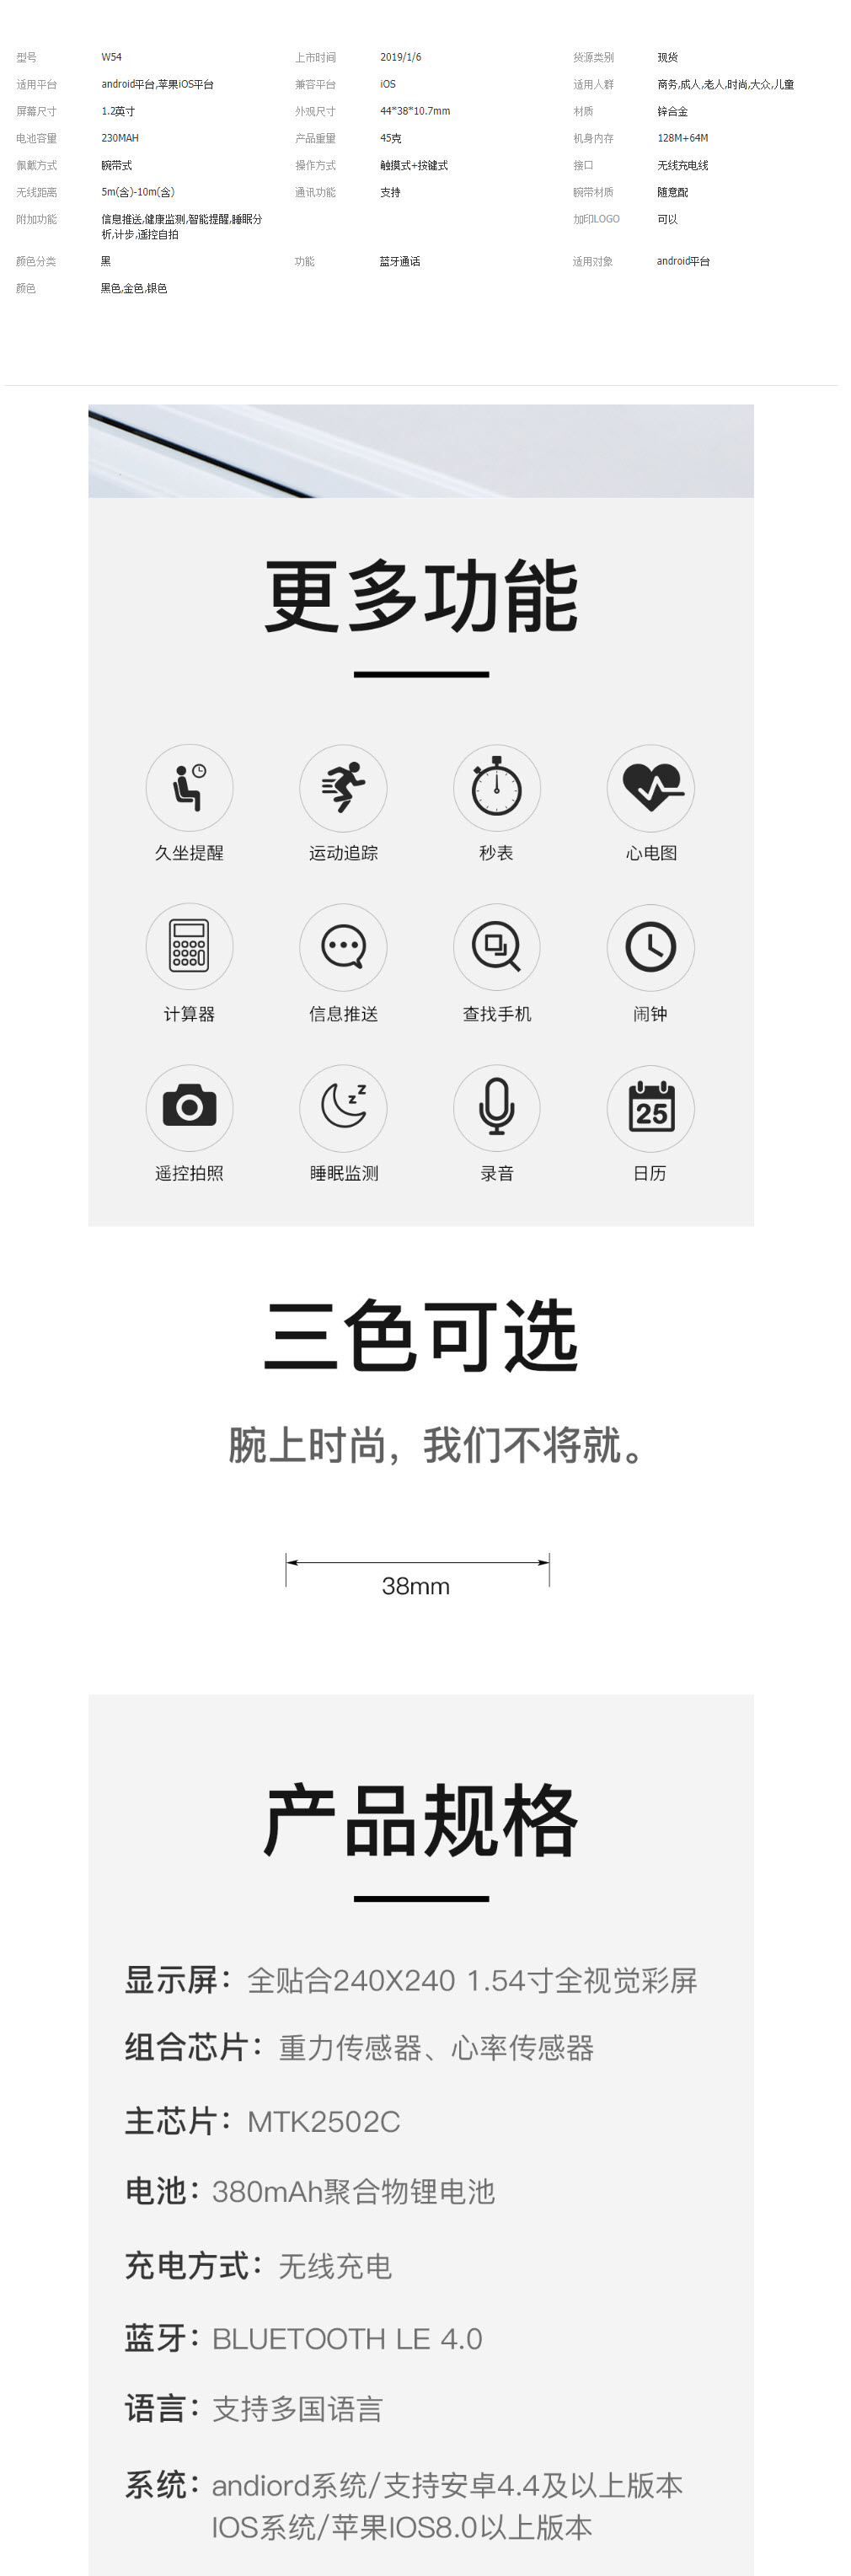 型号 W54 上市时间 2019/1/6 货源类别 现货
适用平台 android平台,苹果iOS平台 兼容平台 iOS 适用人群 商务,成人,老人,时尚,大众,儿童
屏幕尺寸 1.2英寸 外观尺寸 44*38*10.7mm 材质 锌合金
电池容量 230MAH 产品重量 45克 机身内存 128M+64M
佩戴方式 腕带式 操作方式 触摸式+按键式 接口 无线充电线
无线距离 5m(含)-10m(含) 通讯功能 支持 腕带材质 随意配
附加功能 信息推送,健康监测,智能提醒,睡眠分 加印LOGO 可以
析,计步,遥控自拍
颜色分类 黑 功能 蓝牙通话 适用对象 android平台
颜色 黑色,金色,银色
更多功能
久坐提醒 运动追踪 秒表 心电图
计算器 信息推送 查找手机 闹钟
25
遥控拍照 睡眠监测 录音 日历
三色可选
腕上时尚，我们不将就。
38mm
产品规格
显示屏：全贴合240X240 1.54寸全视觉彩屏
组合芯片：重力传感器、心率传感器
主芯片：MTK2502C
电池：380mAh聚合物锂电池
充电方式：无线充电
蓝牙：BLUETOOTH LE 4.0
语言：支持多国语言
系统：andiord系统/支持安卓4.4及以上版本
IOS系统/苹果IOS8.0以上版本